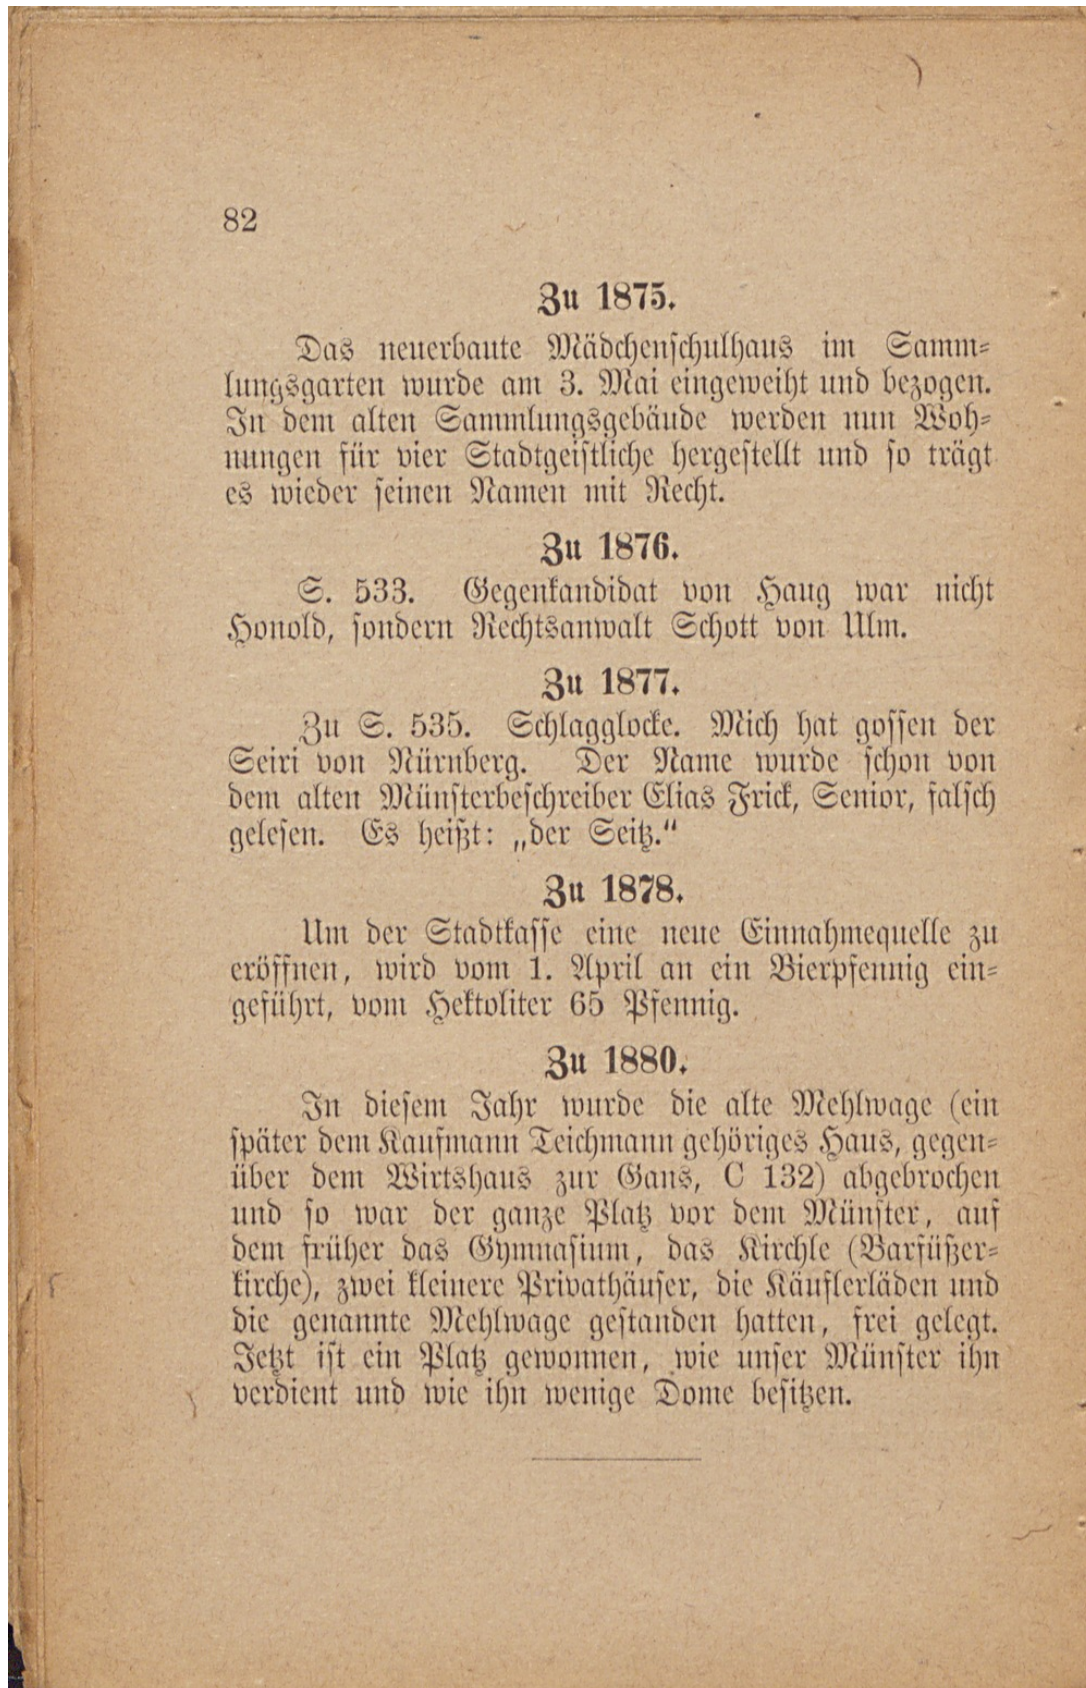 82
Zu 1875.
Das neuerbaute Mädchenschulhaus im Samm-
lungsgarten wurde am 3. Mai eingeweiht und bezogen.
In dem alten Sammlungsgebäude werden nun Woh-
nungen für vier Stadtgeistliche hergestellt und so trägt
es wieder seinen Namen mit Recht.
Zu 1876.
S. 533. Gegenkandidat von Haug war nicht
Honold, sondern Rechtsanwalt Schott von Ulm.
Zu 1877.
Zu S. 535. Schlagglocke. Mich hat gossen der
Seiri von Nürnberg. Der Name wurde schon von
dem alten Münsterbeschreiber Elias Frick, Senior, falsch
gelesen. Es heißt: „der Seitz.“
Zu 1878.
Um der Stadtkasse eine neue Einnahmequelle zu
eröffnen, wird vom 1. April an ein Bierpfennig ein-
geführt, vom Hektoliter 65 Pfennig.
Zu 1880.
In diesem Jahr wurde die alte Mehlwage (ein
später dem Kaufmann Teichmann gehöriges Haus, gegen-
über dem Wirtshaus zur Gans, C 132) abgebrochen
und so war der ganze Platz vor dem Münster, auf
dem früher das Gymnasium, das Kirchle (Barfüßer-
kirche), zwei kleinere Privathäuser, die Käuflerläden und
die genannte Mehlwage gestanden hatten, frei gelegt.
Jetzt ist ein Platz gewonnen, wie unser Münster ihn
verdient und wie ihn wenige Dome besitzen.